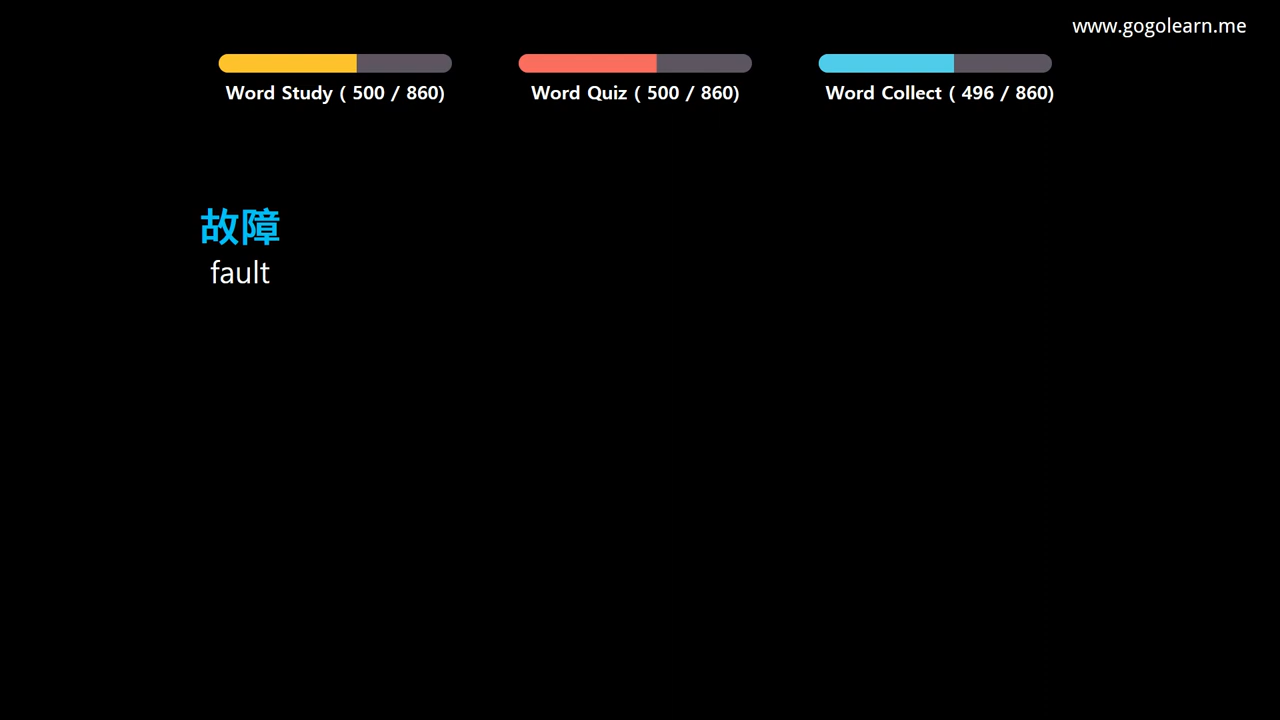 www.gogolearn.me
Word Study ( 500 / 860)
Word Quiz ( 500 / 860)
Word Collect ( 496 / 860)
故障
fault